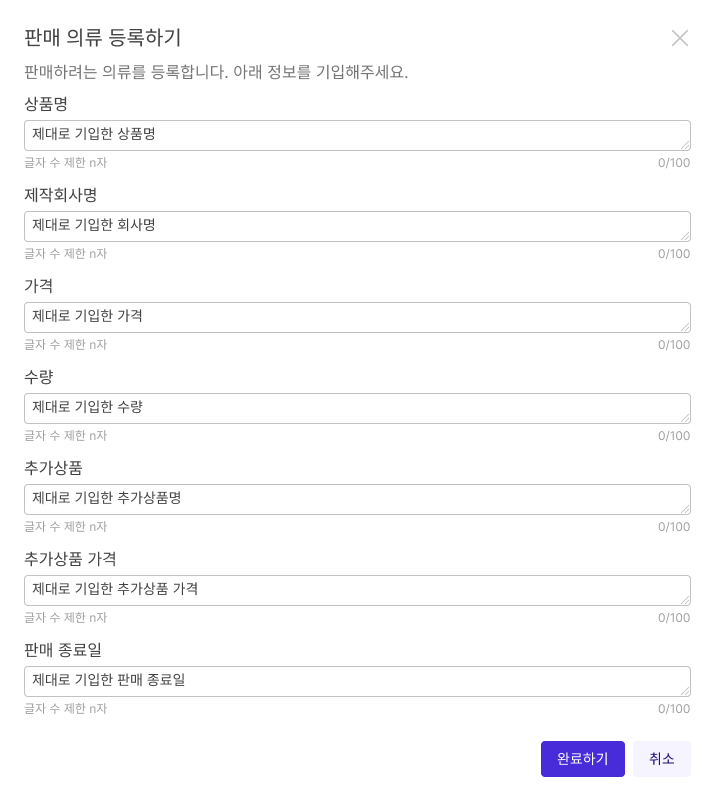 판매 의류 등록하기
판매하려는 의류를 등록합니다. 아래 정보를 기입해주세요.
상품명
제대로 기입한 상품명
글자 수 제한 n자 0/100
제작회사명
제대로 기입한 회사명
글자 수 제한 n자 0/100
가격
제대로 기입한 가격
글자 수 제한 n자 0/100
수량
제대로 기입한 수량
글자 수 제한 n자 0/100
추가상품
제대로 기입한 추가상품명
글자 수 제한 n자 0/100
추가상품 가격
제대로 기입한 추가상품 가격
글자 수 제한 n자 0/100
판매 종료일
제대로 기입한 판매 종료일
글자 수 제한 n자 0/100
완료하기 취소